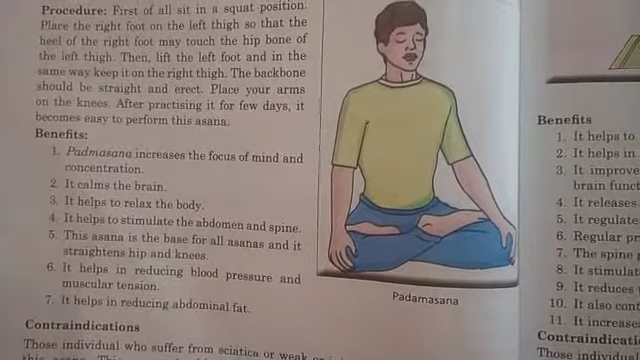 Procedure: First of all sit in a squat position.
Place the right foot on the left thigh so that the
heel of the right foot may touch the hip bone of
the left thigh. Then, lift the left foot and in the
same way keep it on the right thigh. The backbone
should be straight and erect. Place your arms
on the knees. After practising it for few days, it
becomes easy to perform this asana.
Benefits:
1. Padmasana increases the focus of mind and
concentration.
2. It calms the brain.
3. It helps to relax the body.
4. It helps to stimulate the abdomen and spine.
5. This asana is the base for all asanas and it
straightens hip and knees.
6. It helps in reducing blood pressure and
muscular tension.
7. It helps in reducing abdominal fat.
Contraindications
Those individual who suffer from sciatica or weak or
this asana.
Padamasana
Benefits
1. It helps to
2. It helps in
3. It improve
brain func
4. It releases
5. It regulate
6. Regular pr
7. The spine
8. It stimulat
9. It reduces
10. It also cont
11. It increase
Contraindicati
Those individual